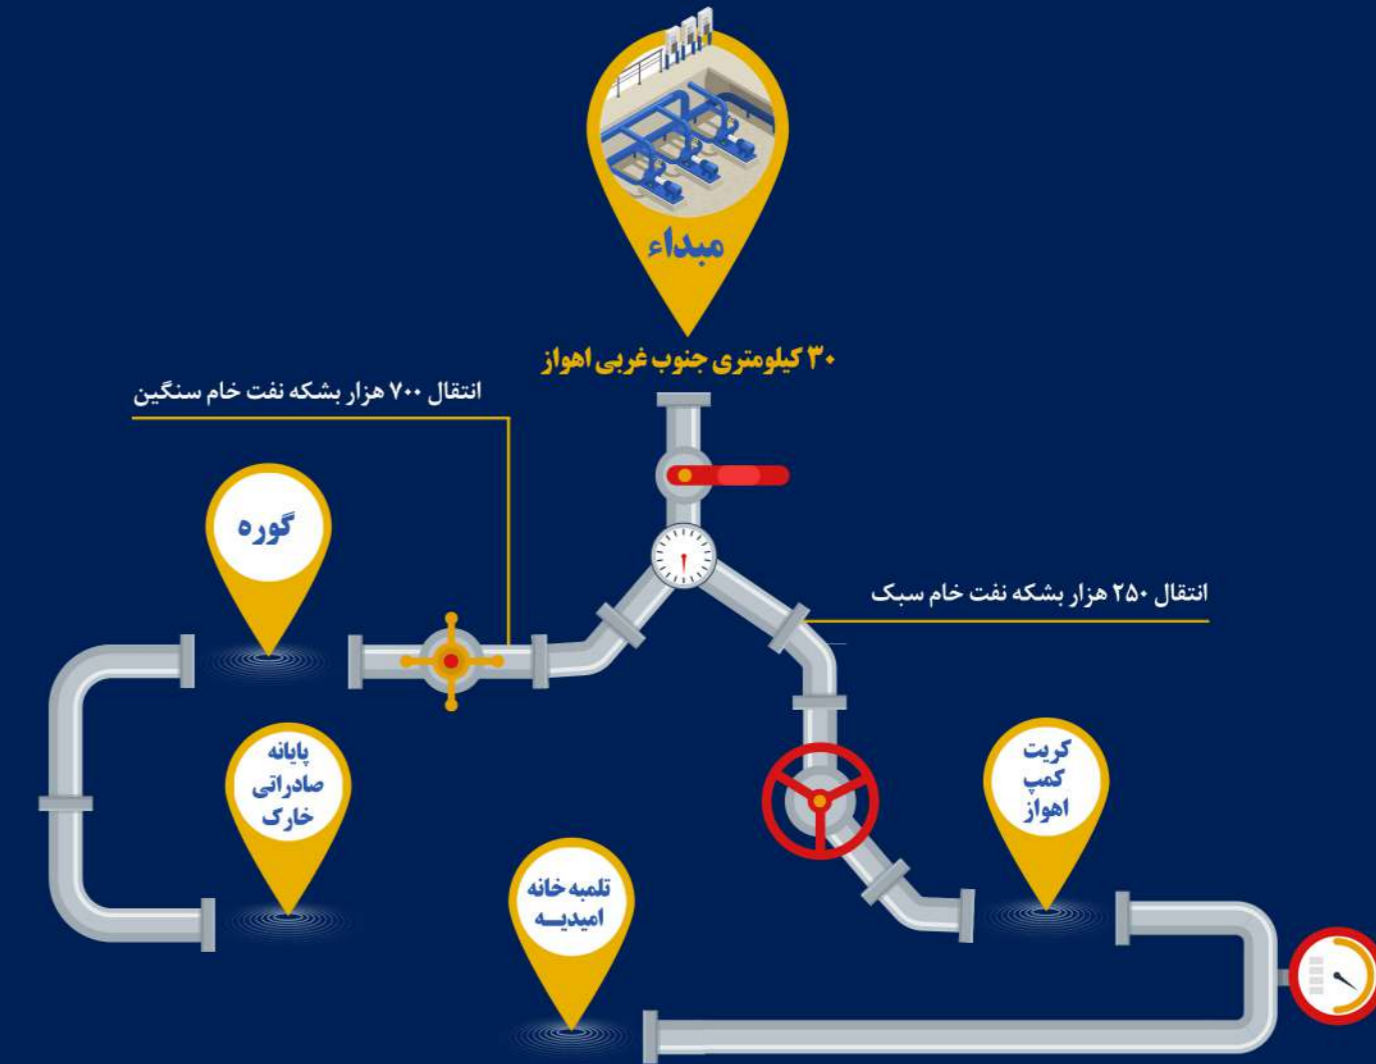 مبداء
۳۰ کیلومتری جنوب غربی اهواز
انتقال ۷۰۰ هزار بشکه نفت خام سنگین
گوره
انتقال ۲۵۰ هزار بشکه نفت خام سبک
کریت
کمپ
اهواز
پایانه
صادراتی
خارک
تلمبه خانه
امیدیـــه